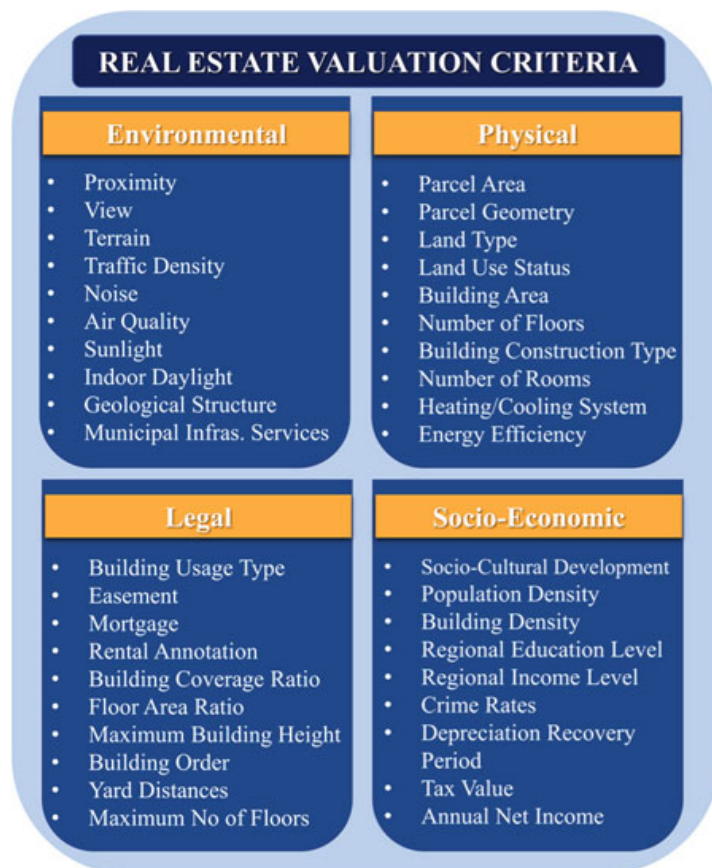 REAL ESTATE VALUATION CRITERIA
Environmental
• Proximity
• View
• Terrain
• Traffic Density
• Noise
• Air Quality
• Sunlight
• Indoor Daylight
• Geological Structure
• Municipal Infras. Services
Physical
• Parcel Area
• Parcel Geometry
• Land Type
• Land Use Status
• Building Area
• Number of Floors
• Building Construction Type
• Number of Rooms
• Heating/Cooling System
• Energy Efficiency
Legal
• Building Usage Type
• Easement
• Mortgage
• Rental Annotation
• Building Coverage Ratio
• Floor Area Ratio
• Maximum Building Height
• Building Order
• Yard Distances
• Maximum No of Floors
Socio-Economic
• Socio-Cultural Development
• Population Density
• Building Density
• Regional Education Level
• Regional Income Level
• Crime Rates
• Depreciation Recovery
Period
• Tax Value
• Annual Net Income